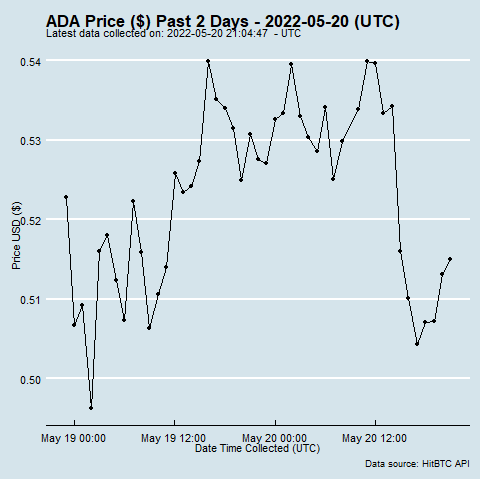 ADA Price ($) Past 2 Days - 2022-05-20 (UTC)
Latest data collected on: 2022-05-20 21:04:47 - UTC
0.54
0.53
0.52
0.51
0.50
Price USD ($)
May 19 00:00 May 19 12:00 May 20 00:00 May 20 12:00
Date Time Collected (UTC)
Data source: HitBTC API